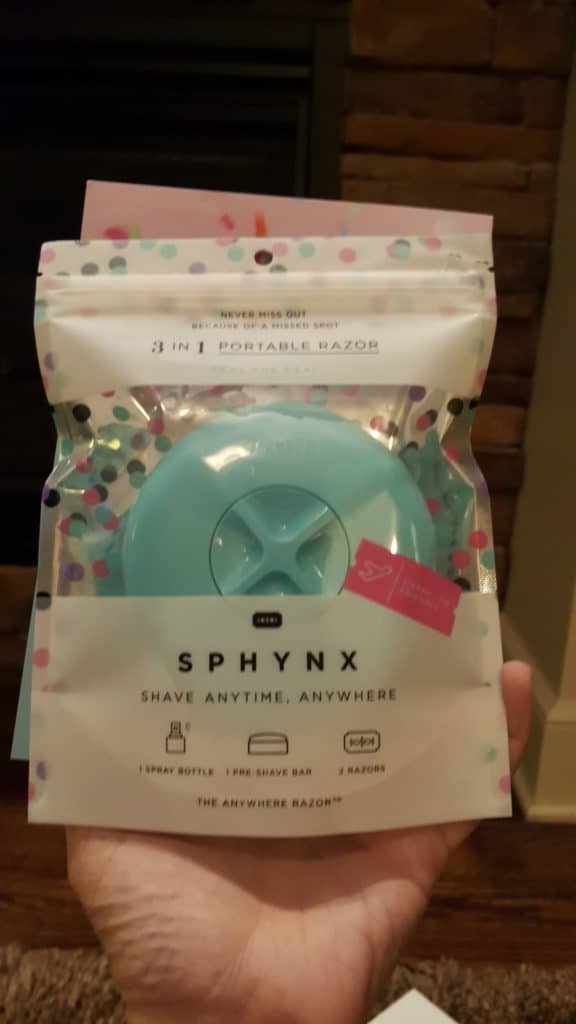 NEVER MISS OUT
BECAUSE OF A MISSED SPOT
3 IN 1 PORTABLE RAZOR
SPHYNX
SHAVE ANYTIME, ANYWHERE
1 SPRAY BOTTLE 1 PRE-SHAVE BAR 2 RAZORS
THE ANYWHERE RAZOR™